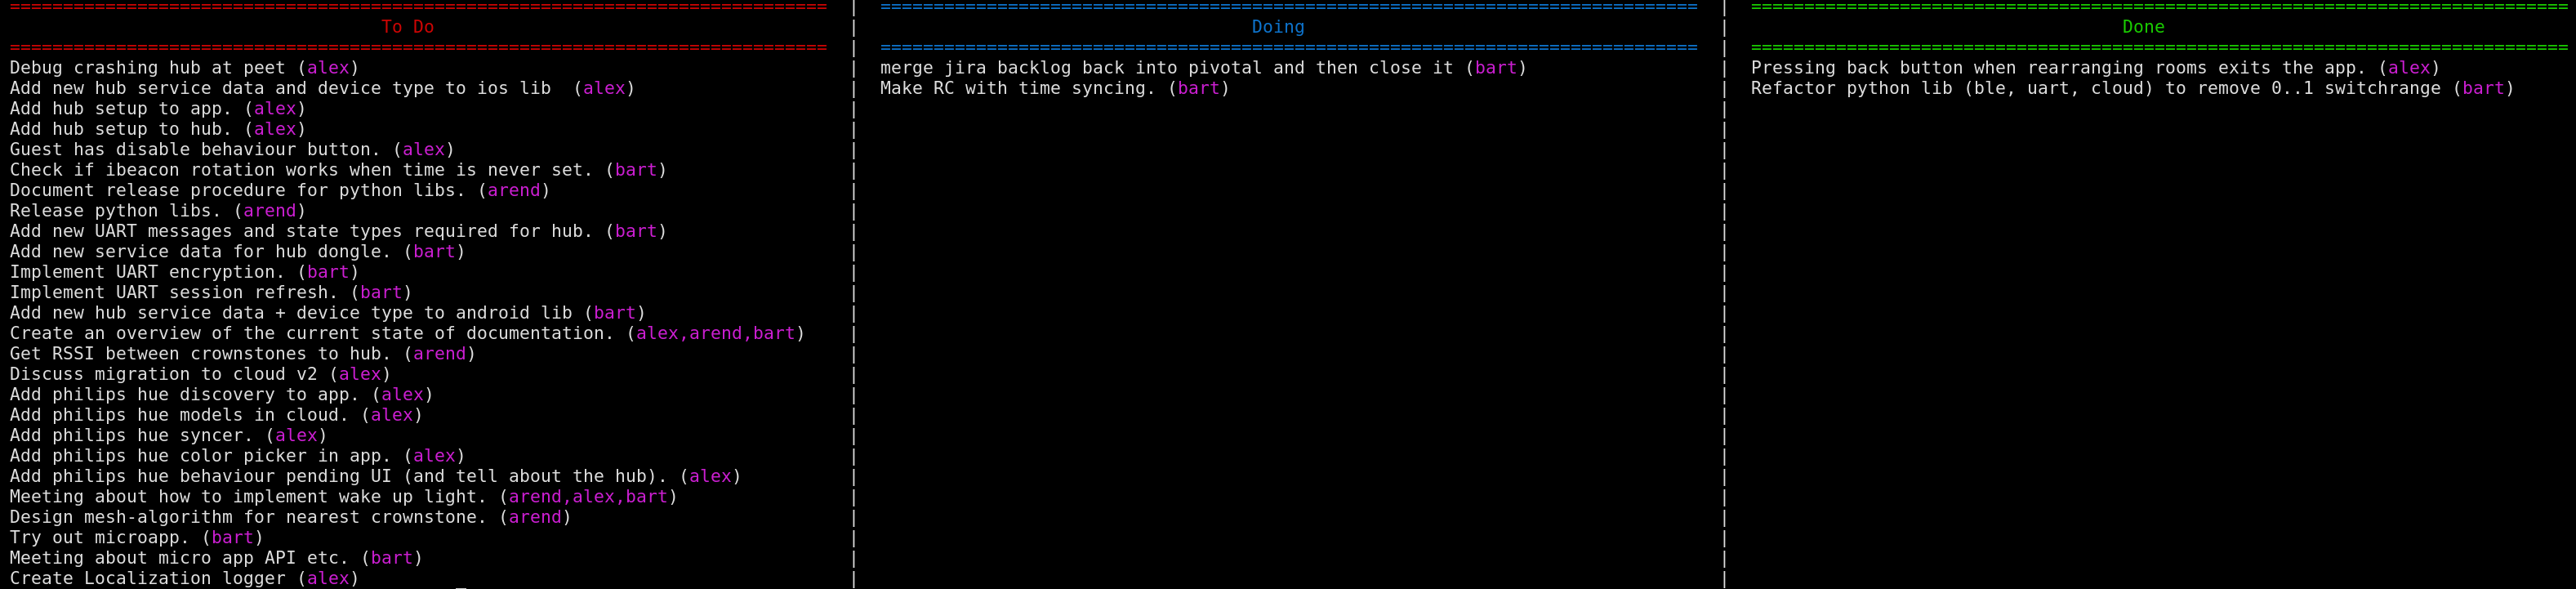 To Do
Debug crashing hub at peet (alex)
Add new hub service data and device type to ios lib  (alex)
Add hub setup to app. (alex)
Add hub setup to hub. (alex)
Guest has disable behaviour button. (alex)
Check if ibeacon rotation works when time is never set. (bart)
Document release procedure for python libs. (arend)
Release python libs. (arend)
Add new UART messages and state types required for hub. (bart)
Add new service data for hub dongle. (bart)
Implement UART encryption. (bart)
Implement UART session refresh. (bart)
Add new hub service data + device type to android lib (bart)
Create an overview of the current state of documentation. (alex,arend,bart)
Get RSSI between crownstones to hub. (arend)
Discuss migration to cloud v2 (alex)
Add philips hue discovery to app. (alex)
Add philips hue models in cloud. (alex)
Add philips hue syncer. (alex)
Add philips hue color picker in app. (alex)
Add philips hue behaviour pending UI (and tell about the hub). (alex)
Meeting about how to implement wake up light. (arend,alex,bart)
Design mesh-algorithm for nearest crownstone. (arend)
Try out microapp. (bart)
Meeting about micro app API etc. (bart)
Create Localization logger (alex)
Doing
merge jira backlog back into pivotal and then close it (bart)
Make RC with time syncing. (bart)
Done
Pressing back button when rearranging rooms exits the app. (alex)
Refactor python lib (ble, uart, cloud) to remove 0..1 switchrange (bart)